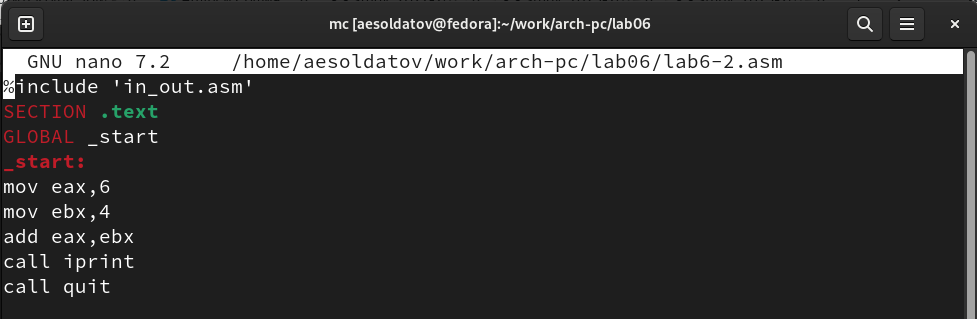 mc [aesoldatov@fedora]:~/work/arch-pc/lab06
GNU nano 7.2 /home/aesoldatov/work/arch-pc/lab06/lab6-2.asm
%include 'in_out.asm'
SECTION .text
GLOBAL _start
_start:
mov eax,6
mov ebx,4
add eax,ebx
call iprint
call quit